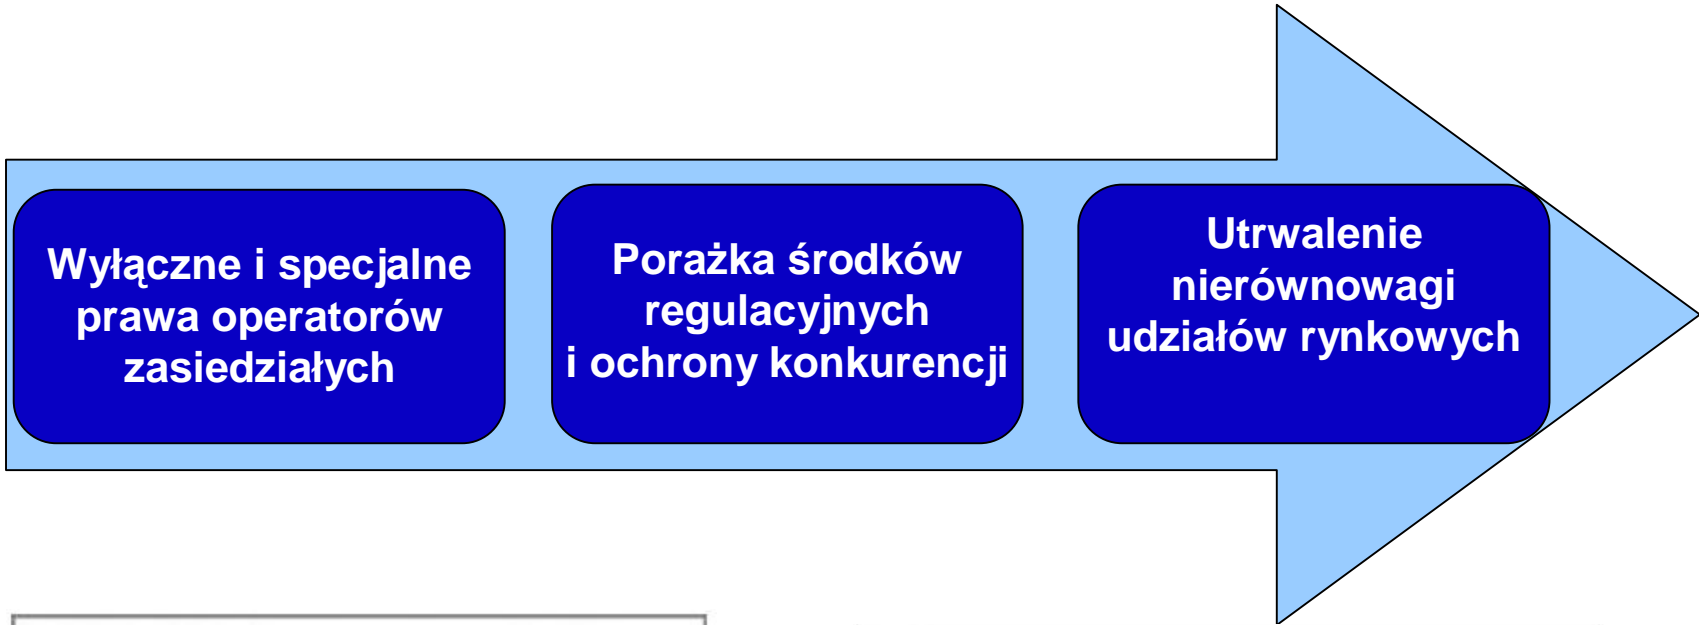 Wyłączne i specjalne
prawa operatorów
zasiedziałych
Porażka środków
regulacyjnych
i ochrony konkurencji
Utrwalenie
nierównowagi
udziałów rynkowych